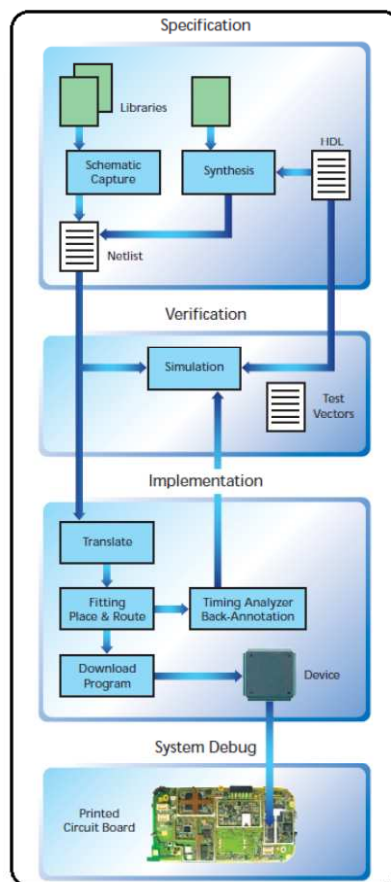 Specification
Libraries
HDL
Schematic
Capture
Synthesis
Netlist
Verification
Simulation
Test
Vectors
Implementation
Translate
Fitting
Place & Route
Timing Analyzer
Back-Annotation
Download
Program
Device
System Debug
Printed
Circuit Board